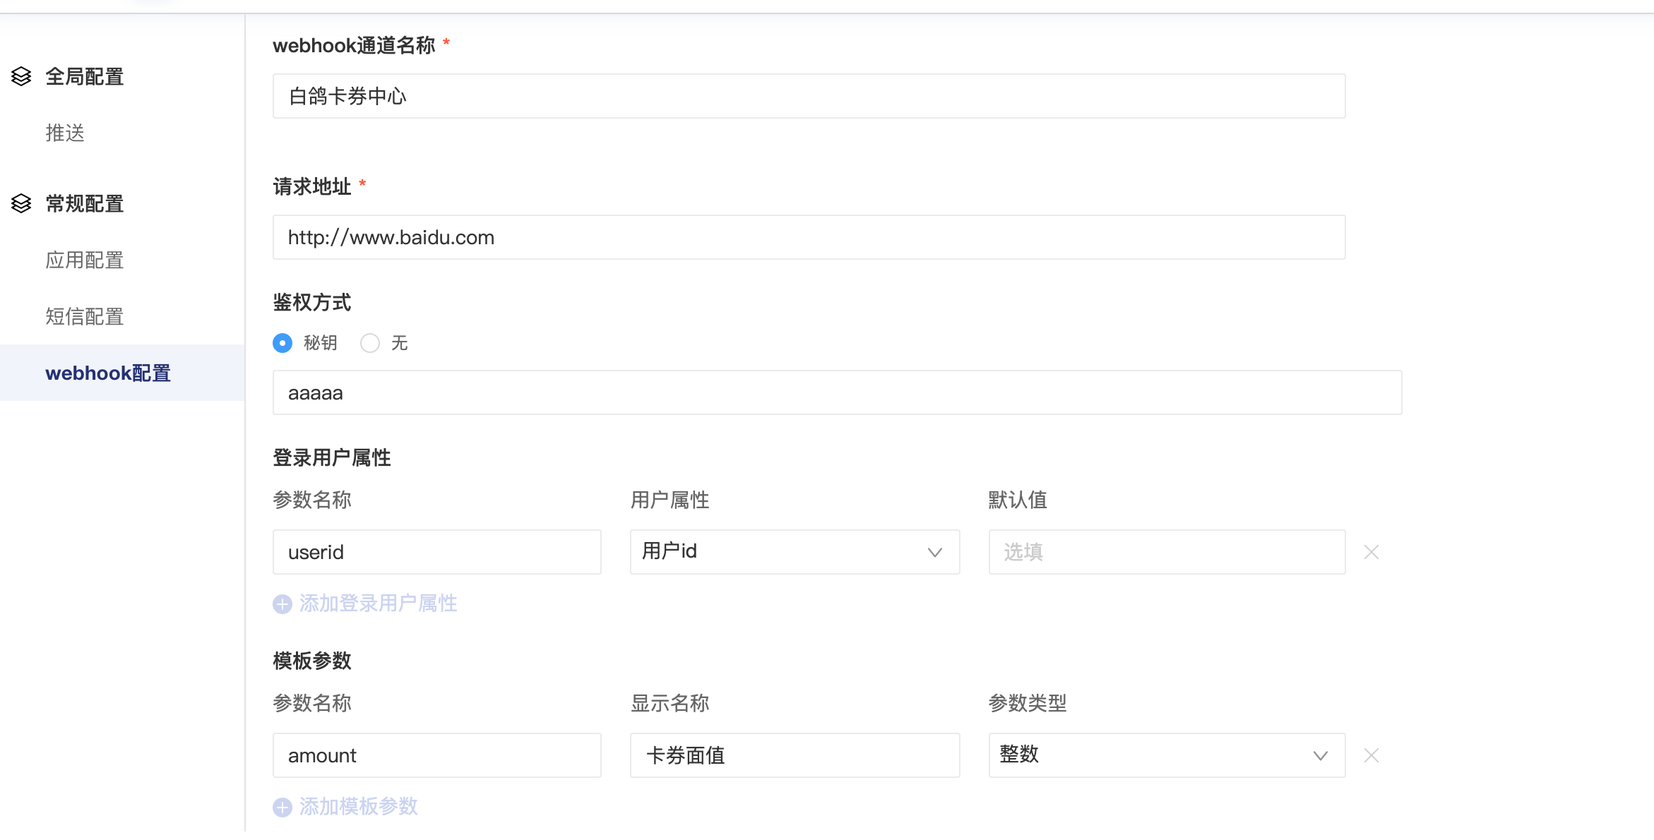 全局配置
推送
常规配置
应用配置
短信配置
webhook配置
webhook通道名称 *
白鸽卡券中心
请求地址 *
http://www.baidu.com
鉴权方式
秘钥 无
aaaaa
登录用户属性
参数名称 用户属性 默认值
userid 用户id 选填
添加登录用户属性
模板参数
参数名称 显示名称 参数类型
amount 卡券面值 整数
添加模板参数